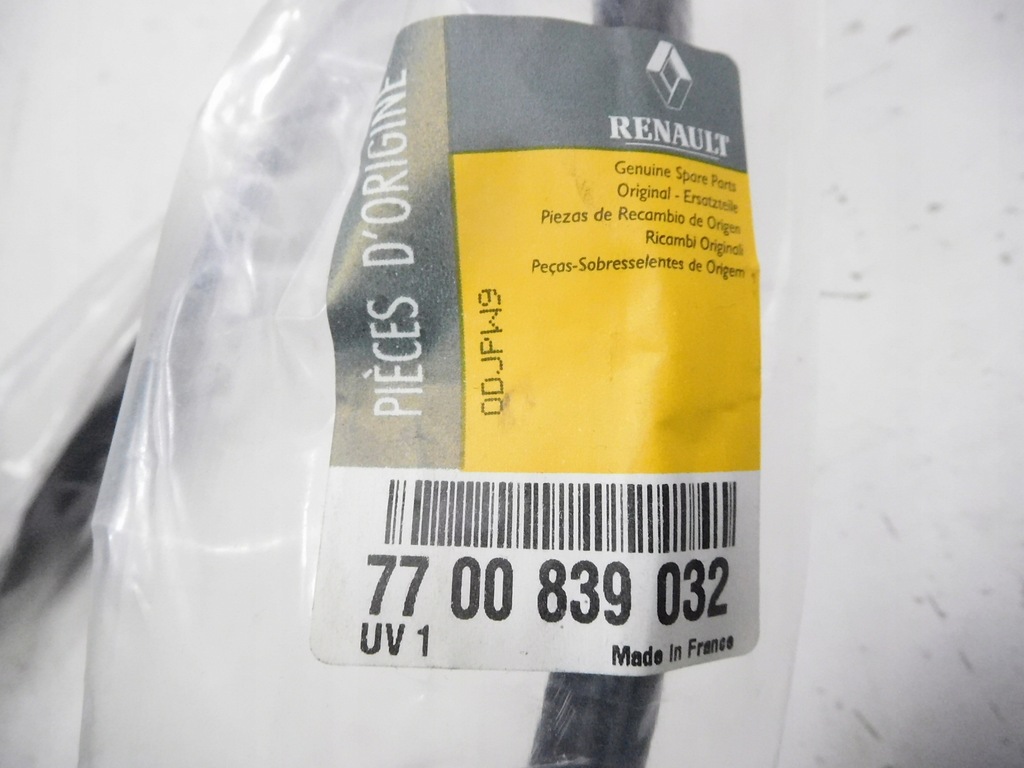 RENAULT
Genuine Spare Parts
Original - Ersatzteile
Piezas de Recambio de Origen
Ricambi Originali
Peças-Sobresselentes de Origem
PIÈCES D'ORIGINE
ODJPW9
77 00 839 032
UV 1
Made In France